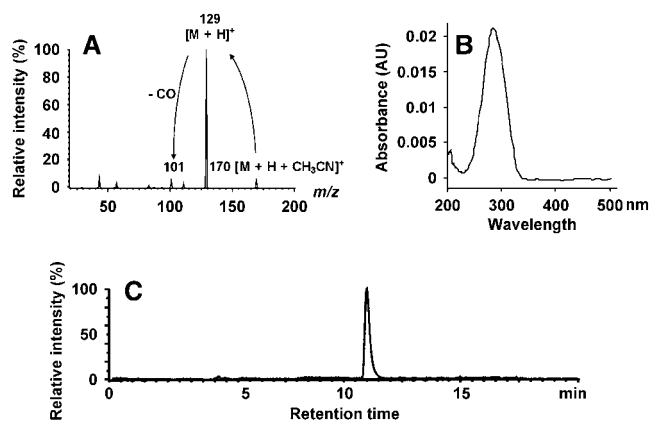 A
129
[M + H]⁺
Relative intensity (%)
100
80
60
40
20
0
- CO
101
170 [M + H + CH₃CN]⁺
m/z
50
100
150
200
B
Absorbance (AU)
0.02
0.015
0.01
0.005
0
200
300
400
500 nm
Wavelength
C
Relative intensity (%)
100
50
0
0
5
10
15
min
Retention time